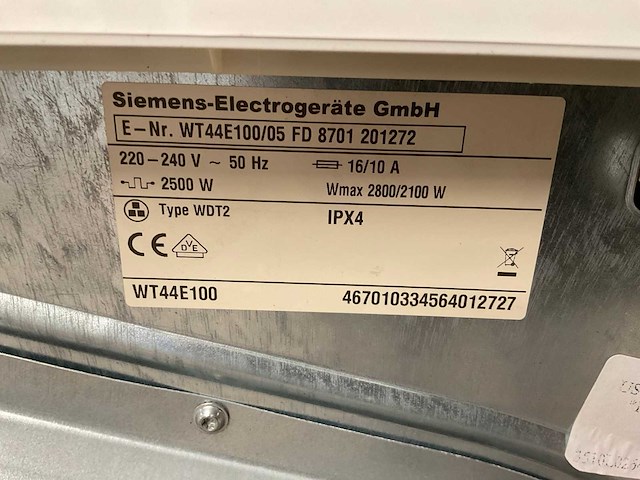 Siemens-Electrogeräte GmbH
E-Nr. WT44E100/05 FD 8701 201272
220-240 V ~ 50 Hz 16/10 A
2500 W Wmax 2800/2100 W
Type WDT2 IPX4
CE DVE
WT44E100 467010334564012727